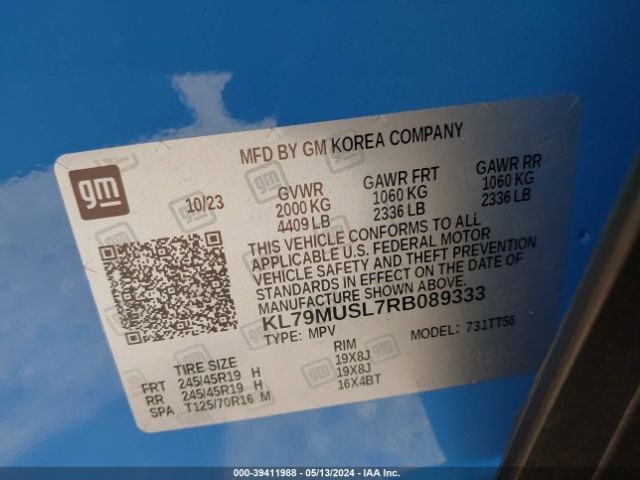 MFD BY GM KOREA COMPANY
gm
10/23
GVWR
2000 KG
4409 LB
GAWR FRT
1060 KG
2336 LB
GAWR RR
1060 KG
2336 LB
THIS VEHICLE CONFORMS TO ALL
APPLICABLE U.S. FEDERAL MOTOR
VEHICLE SAFETY AND THEFT PREVENTION
STANDARDS IN EFFECT ON THE DATE OF
MANUFACTURE SHOWN ABOVE.
KL79MUSL7RB089333
TYPE: MPV
MODEL: 731TT56
TIRE SIZE
RIM
FRT 245/45R19 H 19X8J
RR 245/45R19 H 19X8J
SPA T125/70R16 M 16X4BT
000-39411988 - 05/13/2024 - IAA Inc.